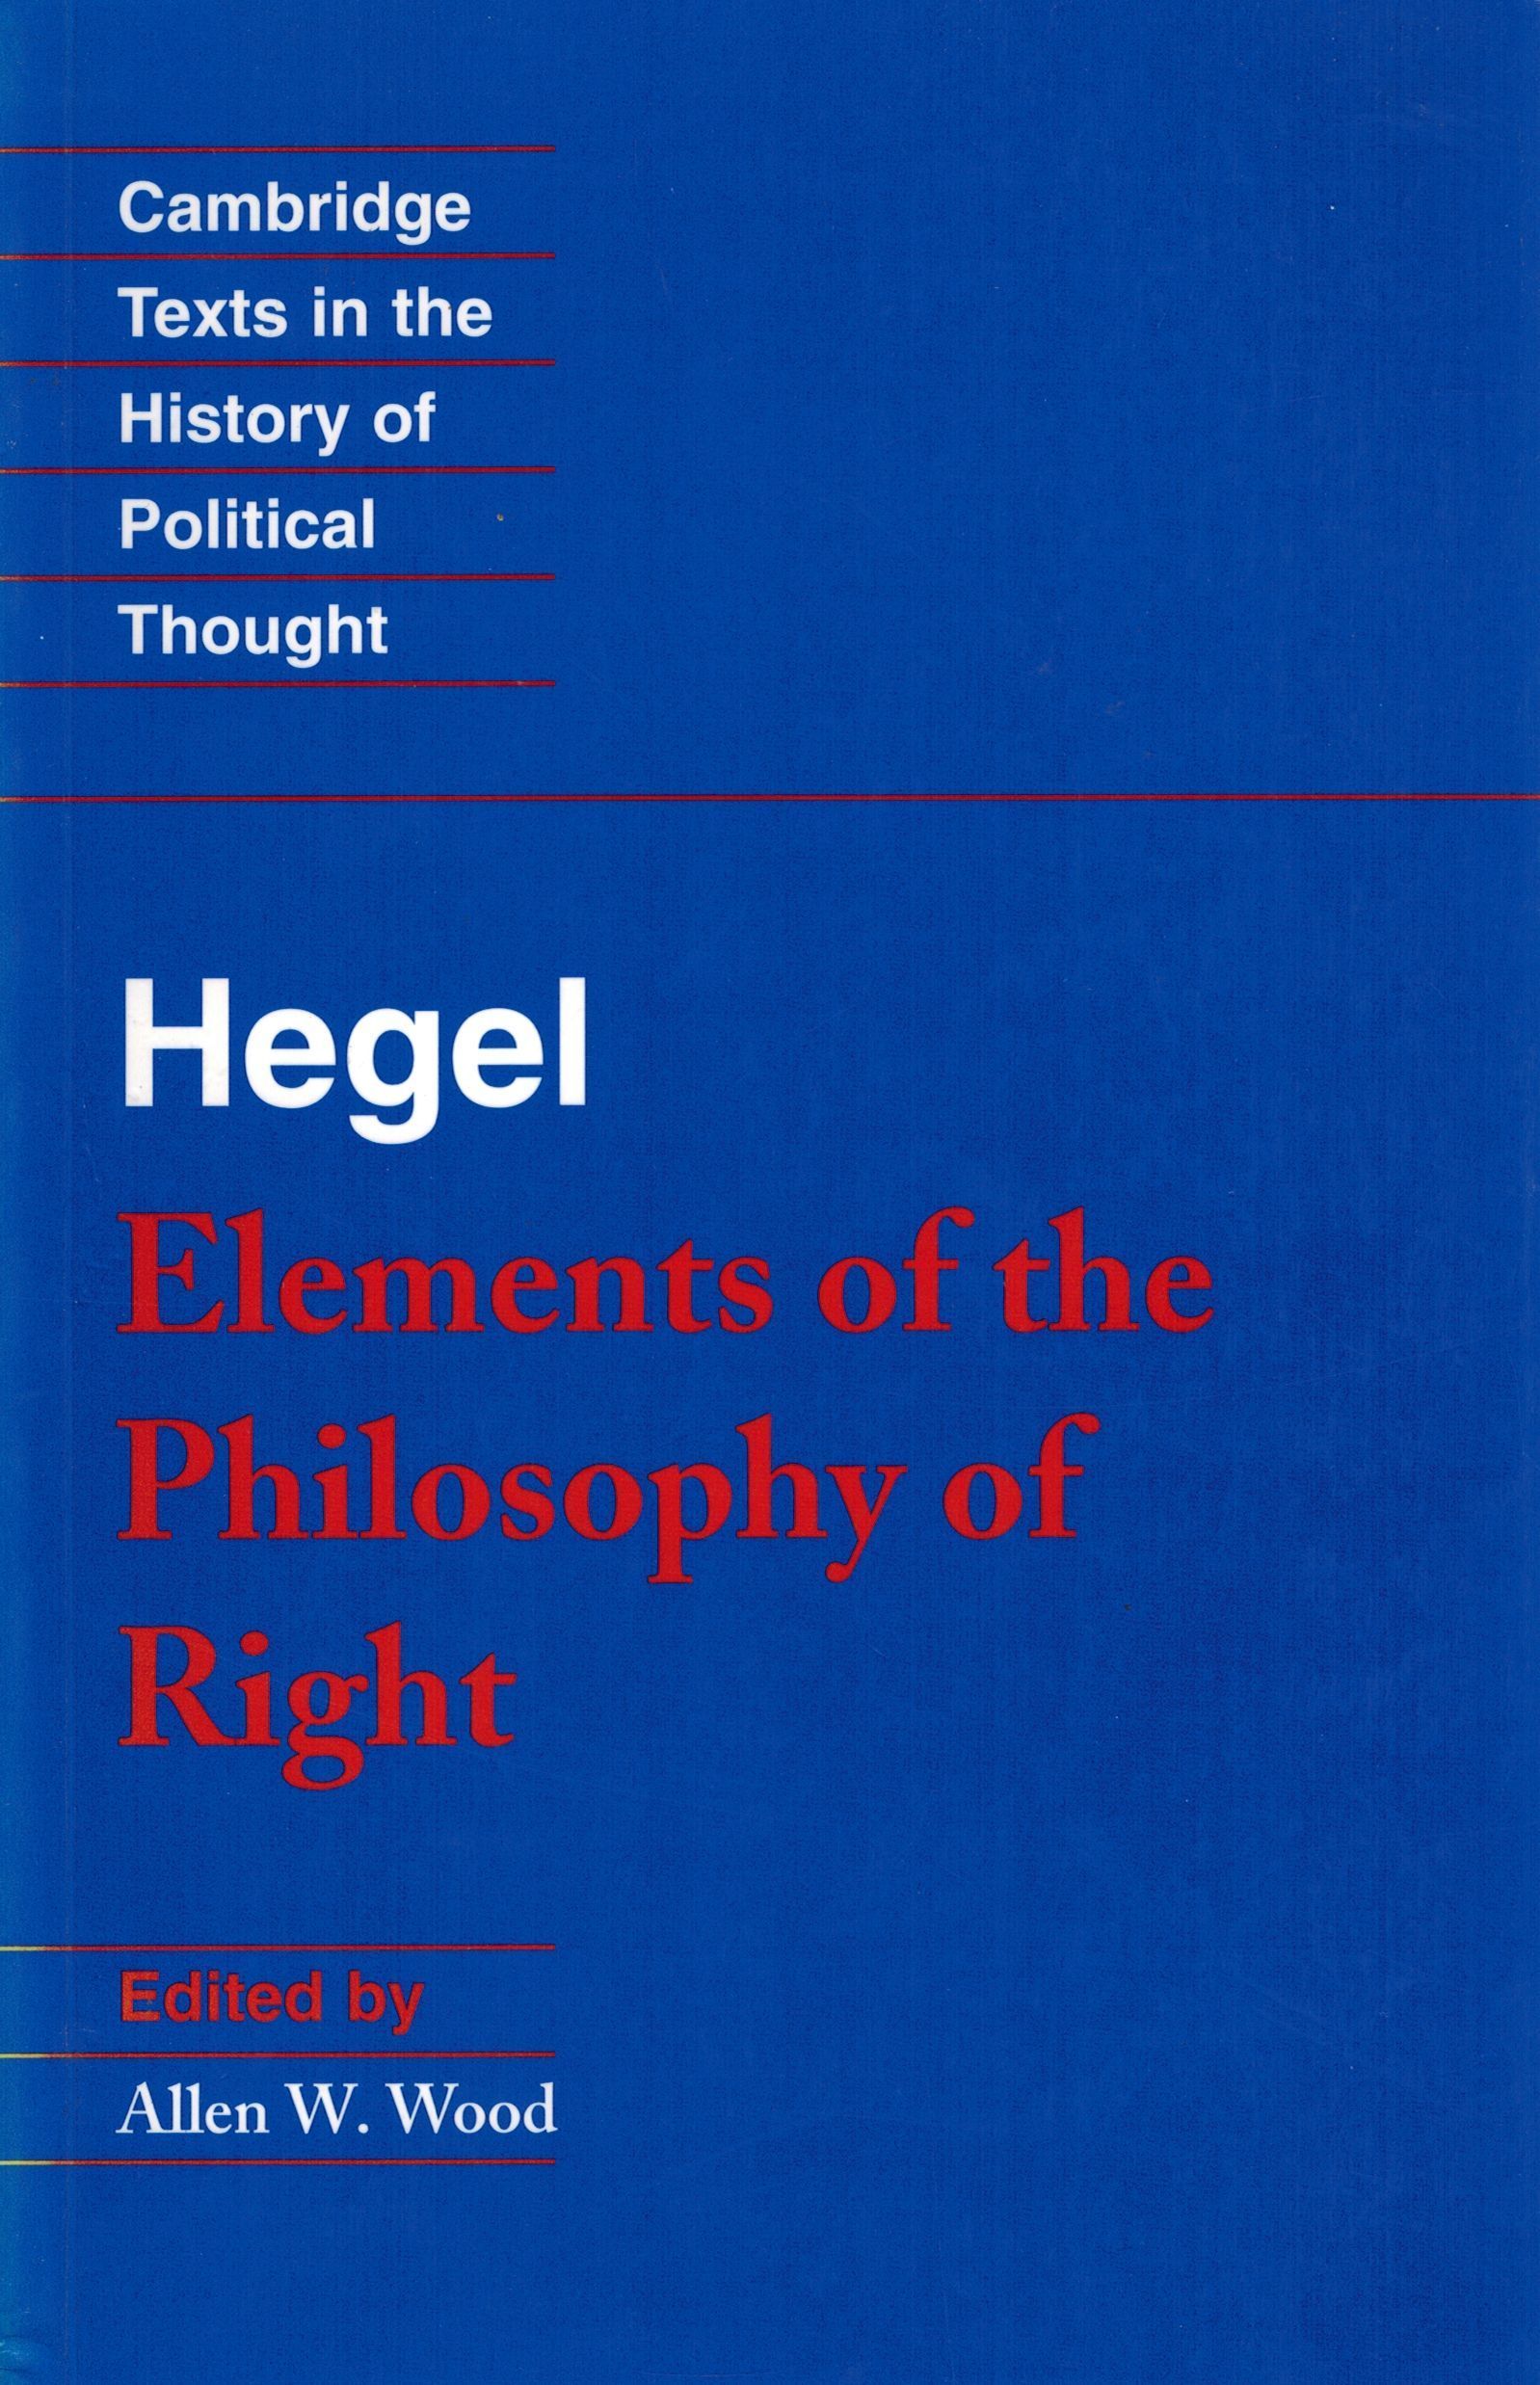 Cambridge
Texts in the
History of
Political
Thought
Hegel
Elements of the
Philosophy of
Right
Edited by
Allen W. Wood